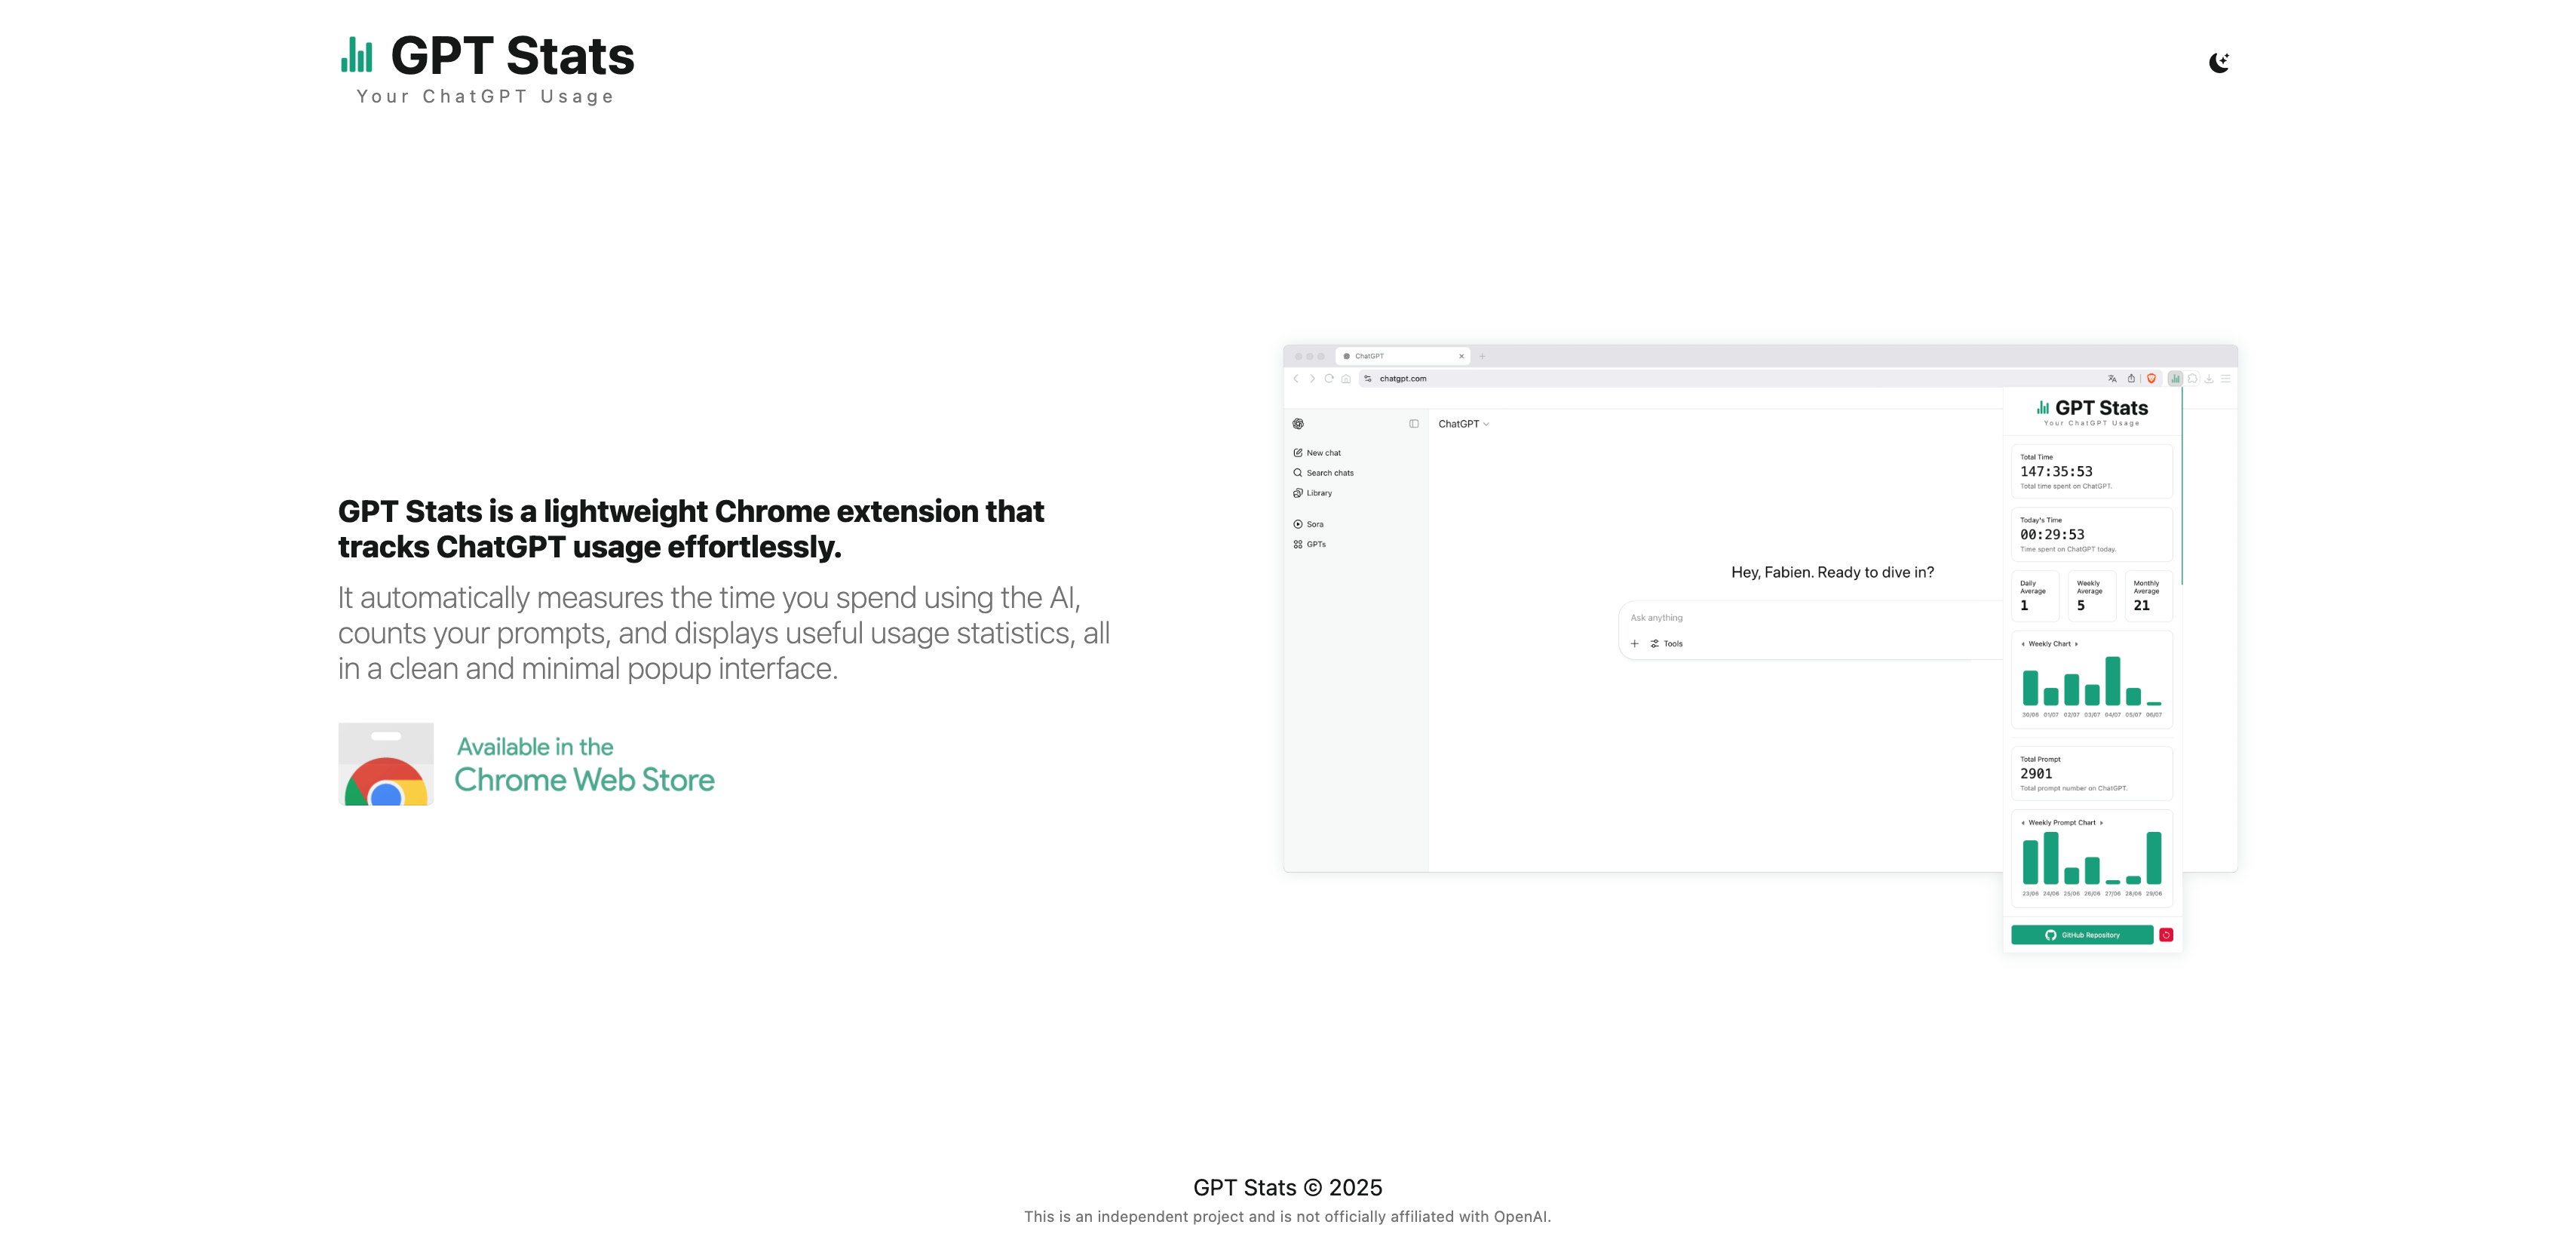 GPT Stats
Your ChatGPT Usage
GPT Stats is a lightweight Chrome extension that
tracks ChatGPT usage effortlessly.
It automatically measures the time you spend using the AI,
counts your prompts, and displays useful usage statistics, all
in a clean and minimal popup interface.
Available in the
Chrome Web Store
ChatGPT
chatgpt.com
New chat
Search chats
Library
Sora
GPTs
ChatGPT
Hey, Fabien. Ready to dive in?
Ask anything
Tools
GPT Stats
Your ChatGPT Usage
Total Time
147:35:53
Total time spent on ChatGPT.
Today's Time
00:29:53
Time spent on ChatGPT today.
Daily Average
1
Weekly Average
5
Monthly Average
21
Weekly Chart
30/06 01/07 02/07 03/07 04/07 05/07 06/07
Total Prompt
2901
Total prompt number on ChatGPT.
Weekly Prompt Chart
23/06 24/06 25/06 26/06 27/06 28/06 29/06
GitHub Repository
GPT Stats © 2025
This is an independent project and is not officially affiliated with OpenAI.